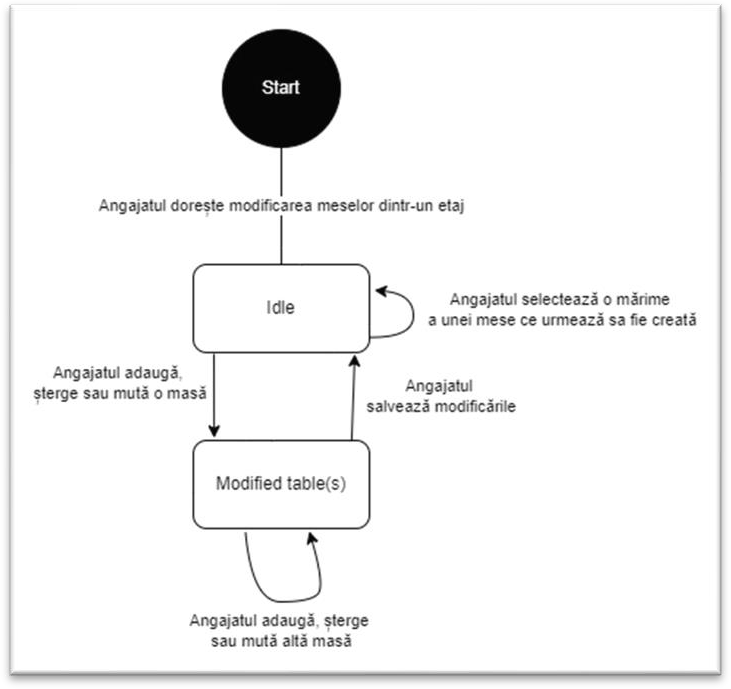 Start
Angajatul dorește modificarea meselor dintr-un etaj
Idle
Angajatul selectează o mărime
a unei mese ce urmează sa fie creată
Angajatul adaugă,
șterge sau mută o masă
Angajatul
salvează modificările
Modified table(s)
Angajatul adaugă, șterge
sau mută altă masă